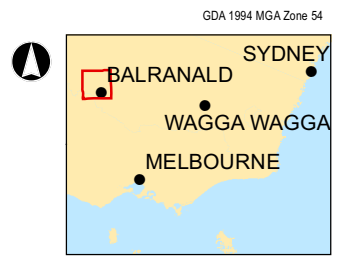 GDA 1994 MGA Zone 54
SYDNEY
BALRANALD
WAGGA WAGGA
MELBOURNE